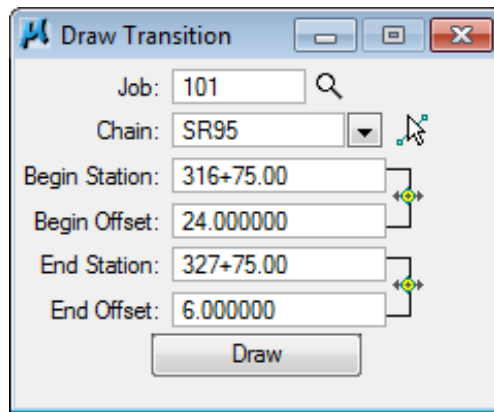 Draw Transition
Job: 101
Chain: SR95
Begin Station: 316+75.00
Begin Offset: 24.000000
End Station: 327+75.00
End Offset: 6.000000
Draw